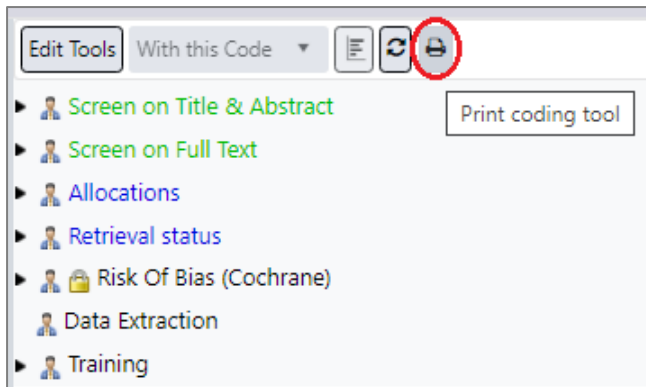 Edit Tools With this Code
Print coding tool
Screen on Title & Abstract
Screen on Full Text
Allocations
Retrieval status
Risk Of Bias (Cochrane)
Data Extraction
Training